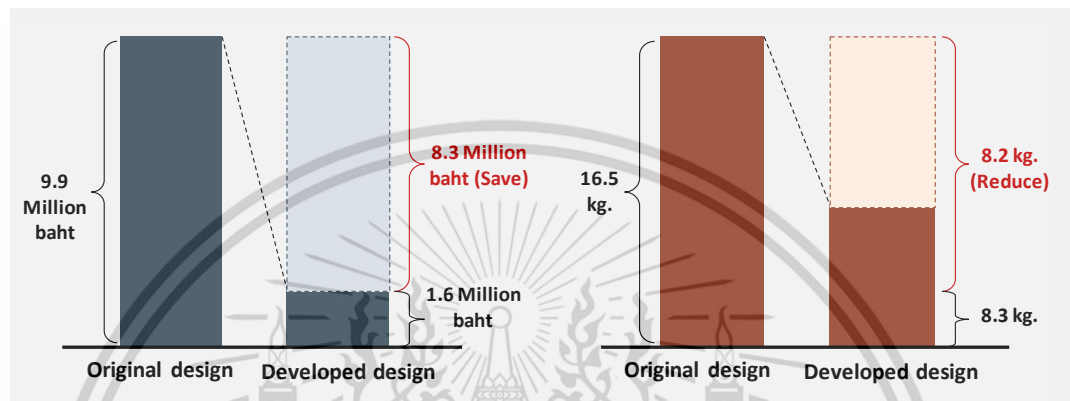 9.9
Million
baht
8.3 Million
baht (Save)
1.6 Million
baht
Original design
Developed design
16.5
kg.
8.2 kg.
(Reduce)
8.3 kg.
Original design
Developed design